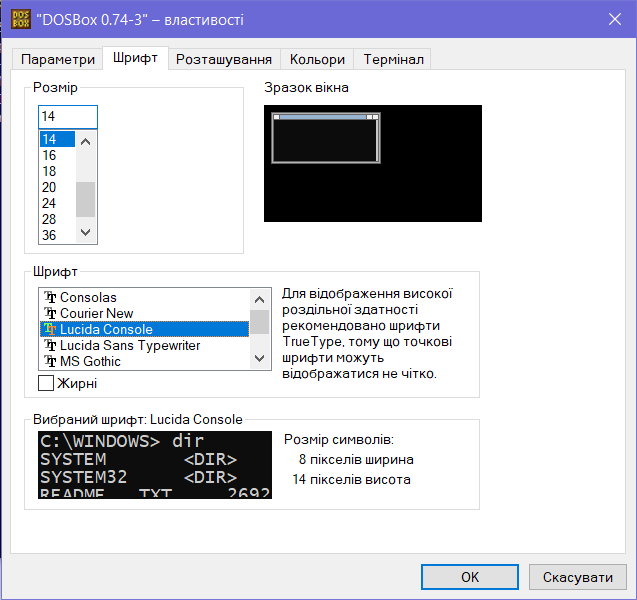 DOS
BOX
"DOSBox 0.74-3" – властивості
Параметри
Шрифт
Розташування
Кольори
Термінал
Розмір
14
14
16
18
20
24
28
36
Зразок вікна
Шрифт
Consolas
Courier New
Lucida Console
Lucida Sans Typewriter
MS Gothic
Жирні
Для відображення високої
роздільної здатності
рекомендовано шрифти
TrueType, тому що точкові
шрифти можуть
відображатися не чітко.
Вибраний шрифт: Lucida Console
C:\WINDOWS> dir
SYSTEM <DIR>
SYSTEM32 <DIR>
README TXT 2692
Розмір символів:
8 пікселів ширина
14 пікселів висота
OK
Скасувати